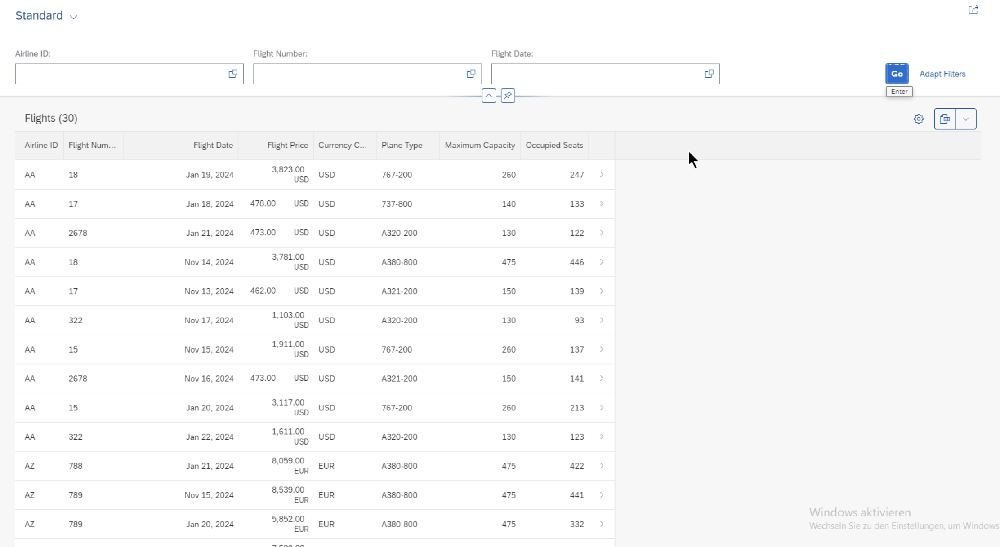 Standard
Airline ID: Flight Number: Flight Date:
Go Adapt Filters
Enter
Flights (30)
Airline ID Flight Num... Flight Date Flight Price Currency C... Plane Type Maximum Capacity Occupied Seats
AA 18 Jan 19, 2024 3,823.00 USD USD 767-200 260 247
AA 17 Jan 18, 2024 478.00 USD USD 737-800 140 133
AA 2678 Jan 21, 2024 473.00 USD USD A320-200 130 122
AA 18 Nov 14, 2024 3,781.00 USD USD A380-800 475 446
AA 17 Nov 13, 2024 462.00 USD USD A321-200 150 139
AA 322 Nov 17, 2024 1,103.00 USD USD A320-200 130 93
AA 15 Nov 15, 2024 1,911.00 USD USD 767-200 260 137
AA 2678 Nov 16, 2024 473.00 USD USD A321-200 150 141
AA 15 Jan 20, 2024 3,117.00 USD USD 767-200 260 213
AA 322 Jan 22, 2024 1,611.00 USD USD A320-200 130 123
AZ 788 Jan 21, 2024 8,059.00 EUR EUR A380-800 475 422
AZ 789 Nov 15, 2024 8,539.00 EUR EUR A380-800 475 441
AZ 789 Jan 20, 2024 5,852.00 EUR EUR A380-800 475 332
Windows aktivieren
Wechseln Sie zu den Einstellungen, um Windows